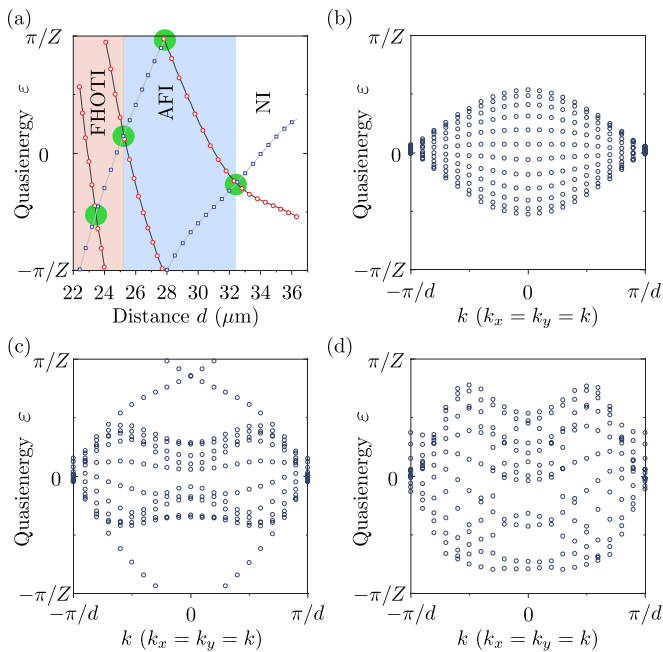 (a)
π/Z
0
−π/Z
Quasienergy ε
FHOTI
AFI
NI
22 24 26 28 30 32 34 36
Distance d (μm)
(b)
π/Z
0
−π/Z
Quasienergy ε
−π/d 0 π/d
k (kx = ky = k)
(c)
π/Z
0
−π/Z
Quasienergy ε
−π/d 0 π/d
k (kx = ky = k)
(d)
π/Z
0
−π/Z
Quasienergy ε
−π/d 0 π/d
k (kx = ky = k)